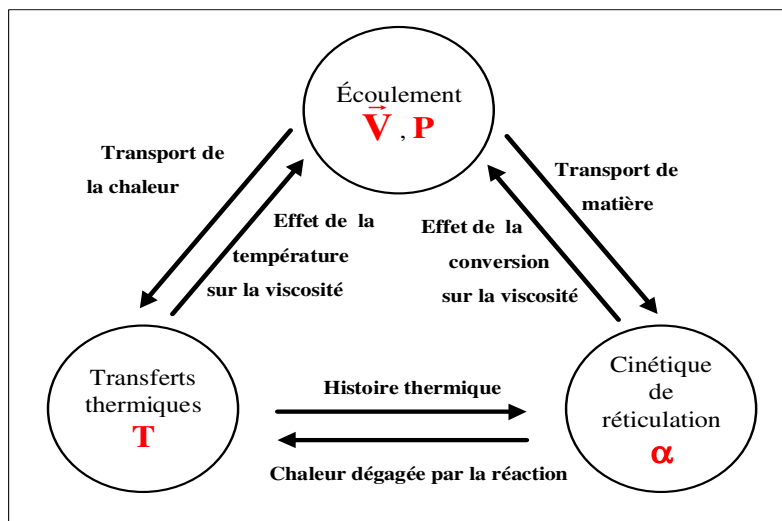 Écoulement
V , P
Transport de
la chaleur
Effet de la
température
sur la viscosité
Effet de la
conversion
sur la viscosité
Transport de
matière
Transferts
thermiques
T
Histoire thermique
Chaleur dégagée par la réaction
Cinétique
de
réticulation
α